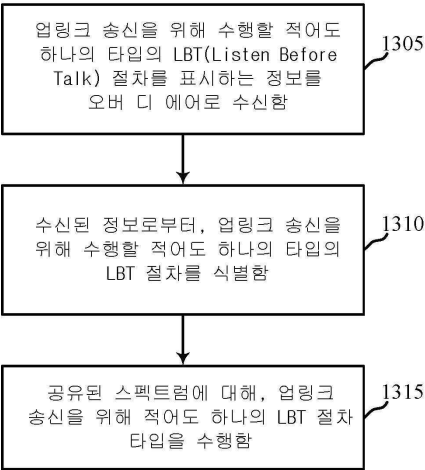 업링크 송신을 위해 수행할 적어도
하나의 타입의 LBT(Listen Before
Talk) 절차를 표시하는 정보를
오버 디 에어로 수신함
1305
수신된 정보로부터, 업링크 송신을
위해 수행할 적어도 하나의 타입의
LBT 절차를 식별함
1310
공유된 스펙트럼에 대해, 업링크
송신을 위해 적어도 하나의 LBT 절차
타입을 수행함
1315